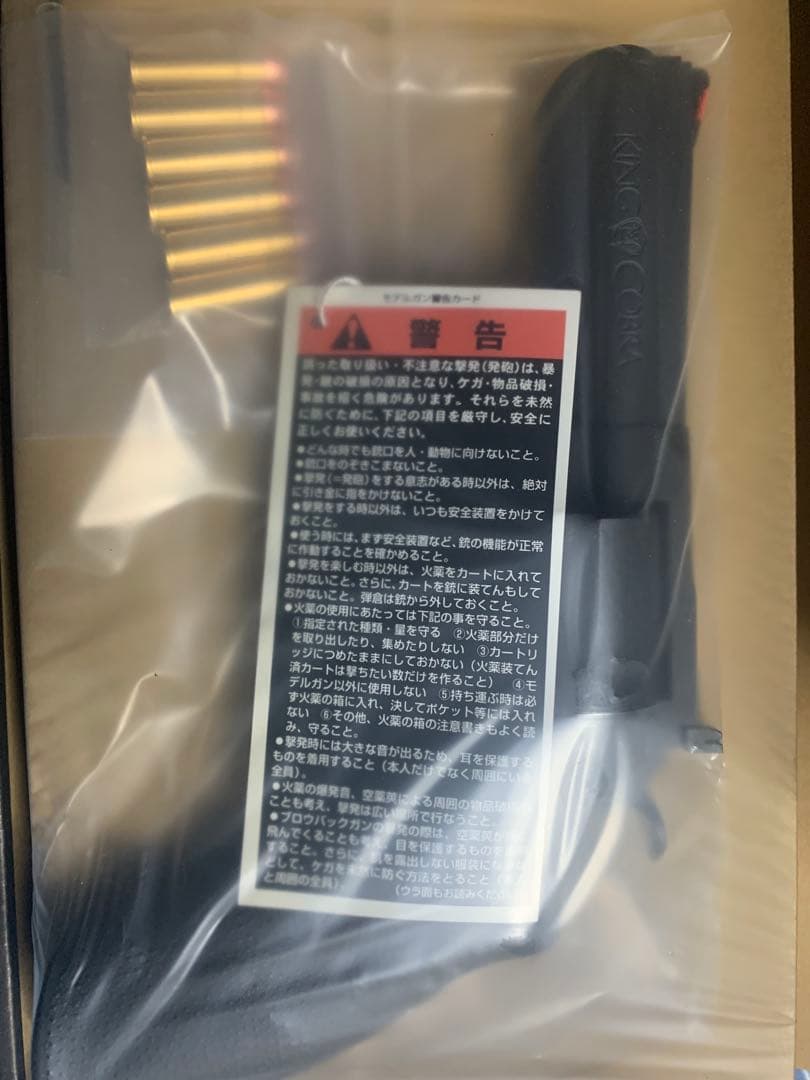 KING COBRA
モデルガン警告カード
警告
誤った取り扱い・不注意な撃発(発砲)は、暴
発・銃の破損の原因となり、ケガ・物品破損・
事故を招く危険があります。それらを未然
に防ぐために、下記の項目を厳守し、安全に
正しくお使いください。
●どんな時でも銃口を人・動物に向けないこと。
●銃口をのぞきこまないこと。
●撃発(=発砲)をする意志がある時以外は、絶対
に引き金に指をかけないこと。
●撃発をする時以外は、いつも安全装置をかけて
おくこと。
●使う時には、まず安全装置など、銃の機能が正常
に作動することを確かめること。
●撃発を楽しむ時以外は、火薬をカートに入れて
おかないこと。さらに、カートを銃に装てんもして
おかないこと。弾倉は銃から外しておくこと。
●火薬の使用にあたっては下記の事を守ること。
①指定された種類・量を守る ②火薬部分だけ
を取り出したり、集めたりしない ③カートリ
ッジにつめたままにしておかない(火薬装てん
済カートは撃ちたい数だけを作ること) ④モ
デルガン以外に使用しない ⑤持ち運ぶ時は必
ず火薬の箱に入れ、決してポケット等には入れ
ない ⑥その他、火薬の箱の注意書きもよく読
み、守ること。
●撃発時には大きな音が出るため、耳を保護する
ものを着用すること(本人だけでなく周囲にいる
全員)。
●火薬の爆発音、空薬莢による周囲の物品破損
ことも考え、撃発は広い場所で行なうこと。
●ブロウバックガンの撃発の際は、空薬莢が
飛んでくることも考え、目を保護するものを
すること。さらに、肌を露出しない服装に
として、ケガを未然に防ぐ方法をとること
と周囲の全員)。
(ウラ面もお読みくださ